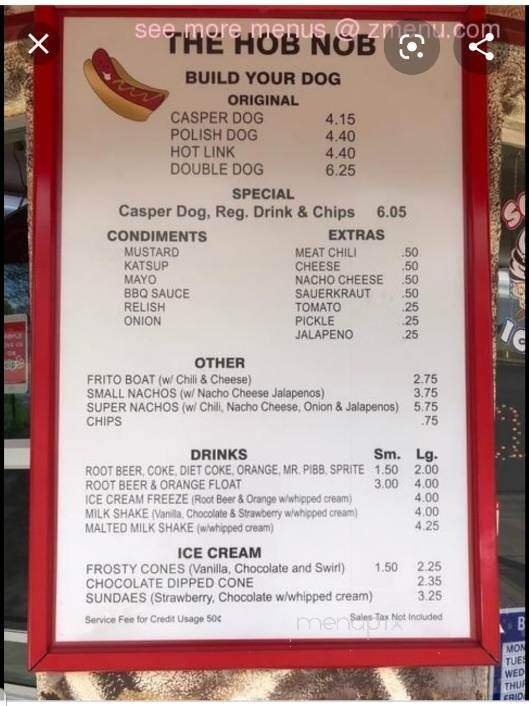 see more menus @ zmenu.com
THE HOB NOB
BUILD YOUR DOG
ORIGINAL
CASPER DOG 4.15
POLISH DOG 4.40
HOT LINK 4.40
DOUBLE DOG 6.25
SPECIAL
Casper Dog, Reg. Drink & Chips 6.05
CONDIMENTS EXTRAS
MUSTARD MEAT CHILI .50
KATSUP CHEESE .50
MAYO NACHO CHEESE .50
BBQ SAUCE SAUERKRAUT .50
RELISH TOMATO .25
ONION PICKLE .25
JALAPENO .25
OTHER
FRITO BOAT (w/ Chili & Cheese) 2.75
SMALL NACHOS (w/ Nacho Cheese Jalapenos) 3.75
SUPER NACHOS (w/ Chili, Nacho Cheese, Onion & Jalapenos) 5.75
CHIPS .75
DRINKS Sm. Lg.
ROOT BEER, COKE, DIET COKE, ORANGE, MR. PIBB, SPRITE 1.50 2.00
ROOT BEER & ORANGE FLOAT 3.00 4.00
ICE CREAM FREEZE (Root Beer & Orange w/whipped cream) 4.00
MILK SHAKE (Vanilla, Chocolate & Strawberry w/whipped cream) 4.00
MALTED MILK SHAKE (w/whipped cream) 4.25
ICE CREAM
FROSTY CONES (Vanilla, Chocolate and Swirl) 1.50 2.25
CHOCOLATE DIPPED CONE 2.35
SUNDAES (Strawberry, Chocolate w/whipped cream) 3.25
Service Fee for Credit Usage 50¢ Sales Tax Not Included
menupix
MON
TUES
WED
THUR
FRID